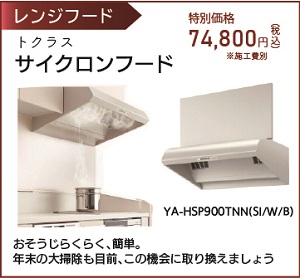 レンジフード
トクラス
サイクロンフード
特別価格
74,800円(税込)
※施工費別
YA-HSP900TNN(SI/W/B)
おそうじらくらく、簡単。
年末の大掃除も目前、この機会に取り換えましょう